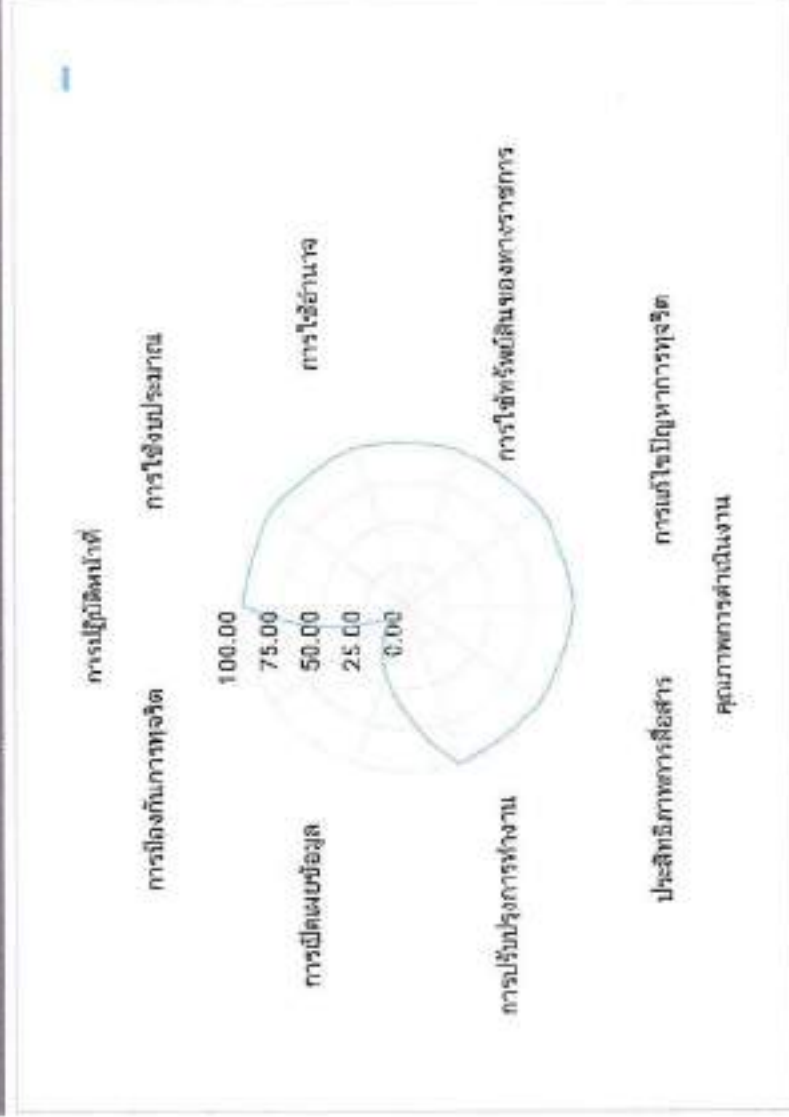 การปฏิบัติหน้าที่
การป้องกันการทุจริต
การใช้งบประมาณ
100.00
75.00
50.00
25.00
0.00
การเปิดเผยข้อมูล
การใช้อำนาจ
การปรับปรุงการทำงาน
การใช้ทรัพย์สินของทางราชการ
ประสิทธิภาพการสื่อสาร
การแก้ไขปัญหาการทุจริต
คุณภาพการดำเนินงาน